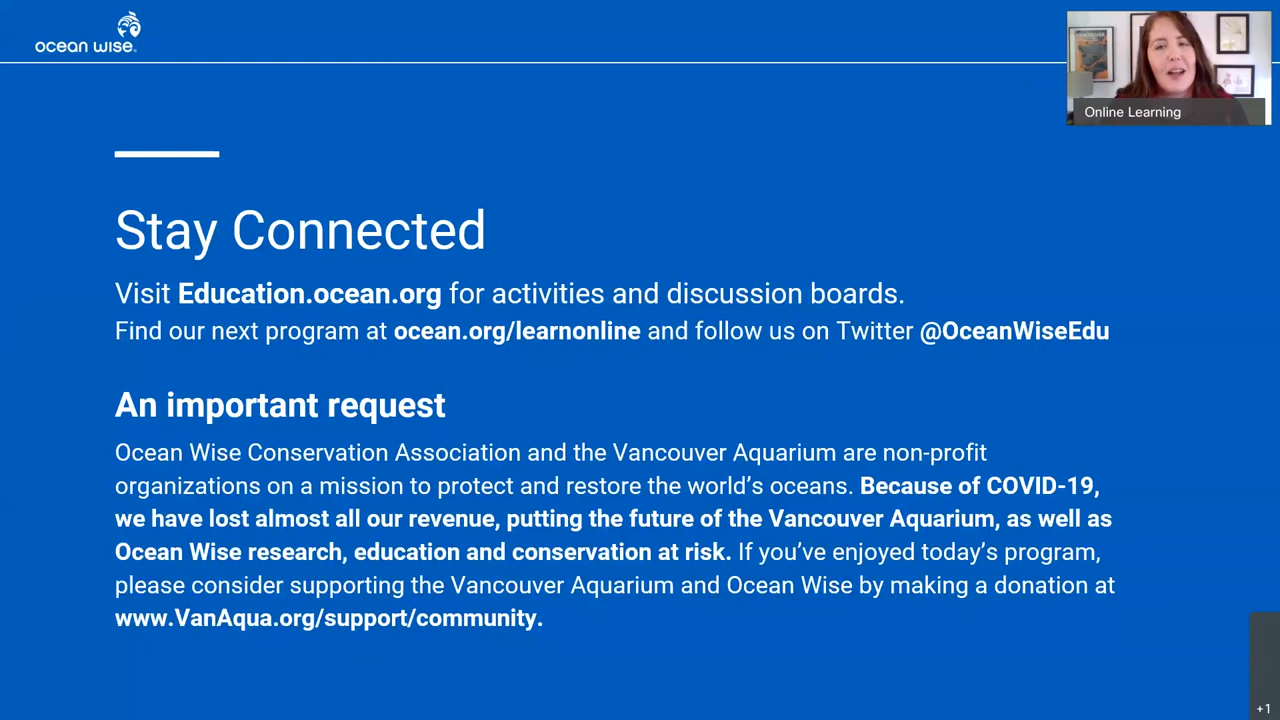 ocean wise
Online Learning
Stay Connected
Visit Education.ocean.org for activities and discussion boards.
Find our next program at ocean.org/learnonline and follow us on Twitter @OceanWiseEdu
An important request
Ocean Wise Conservation Association and the Vancouver Aquarium are non-profit
organizations on a mission to protect and restore the world's oceans. Because of COVID-19,
we have lost almost all our revenue, putting the future of the Vancouver Aquarium, as well as
Ocean Wise research, education and conservation at risk. If you've enjoyed today's program,
please consider supporting the Vancouver Aquarium and Ocean Wise by making a donation at
www.VanAqua.org/support/community.
+1